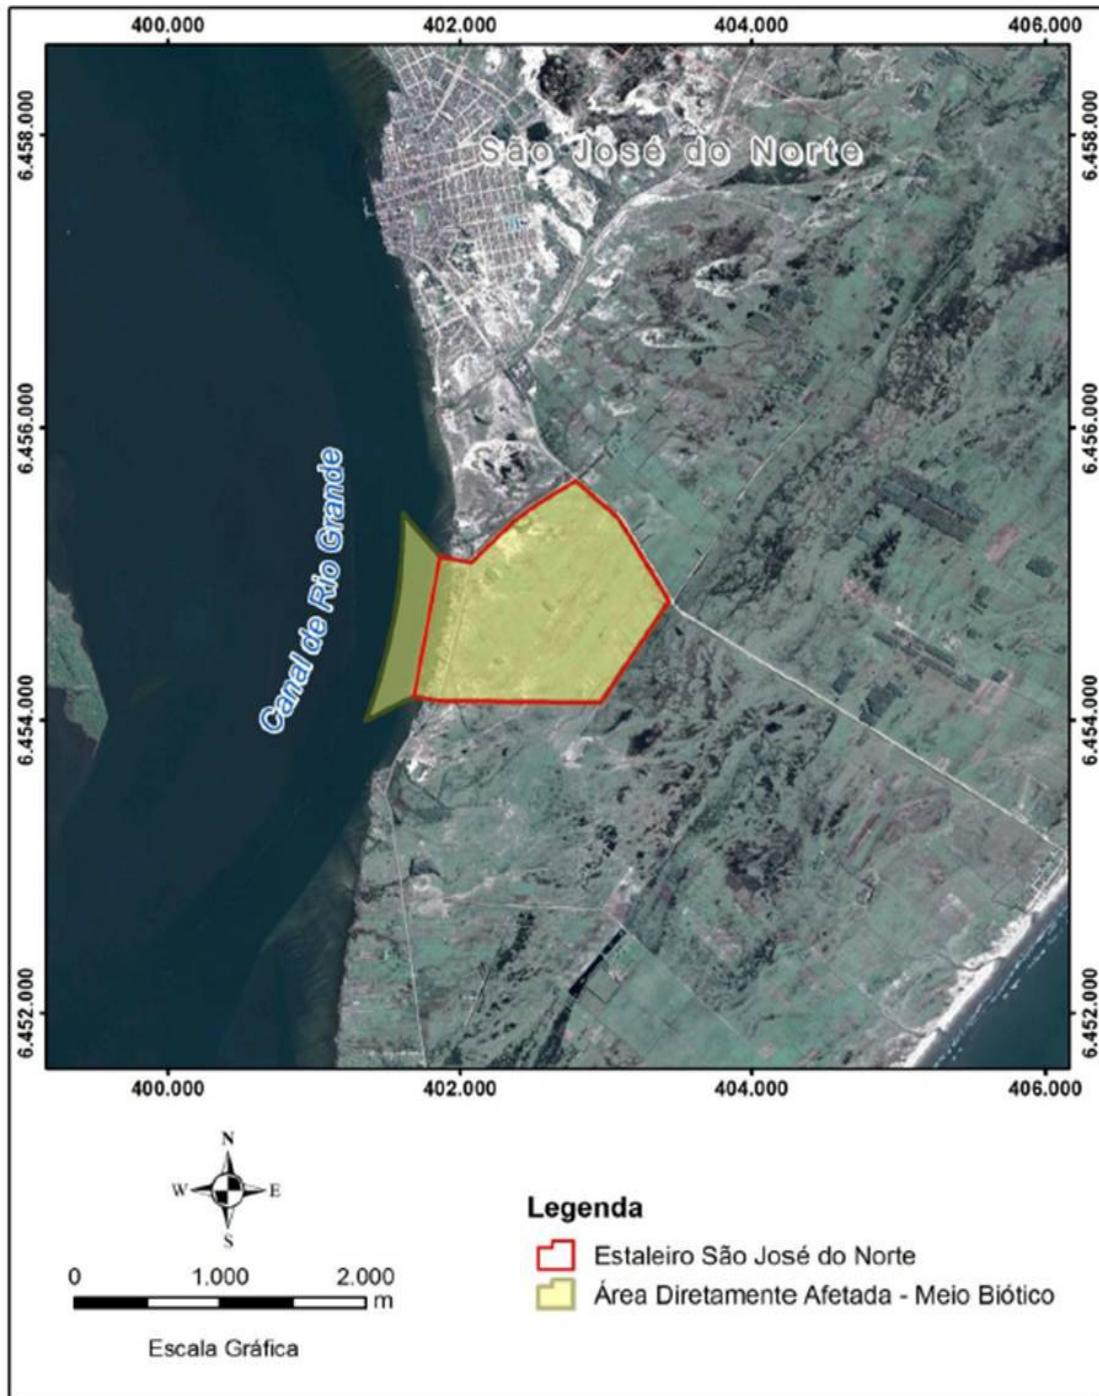 400.000 402.000 404.000 406.000
6.458.000 6.458.000
São José do Norte
6.456.000 6.456.000
Canal de Rio Grande
6.454.000 6.454.000
6.452.000 6.452.000
400.000 402.000 404.000 406.000
N
W E
S
Legenda
Estaleiro São José do Norte
0 1.000 2.000
Área Diretamente Afetada - Meio Biótico
m
Escala Gráfica